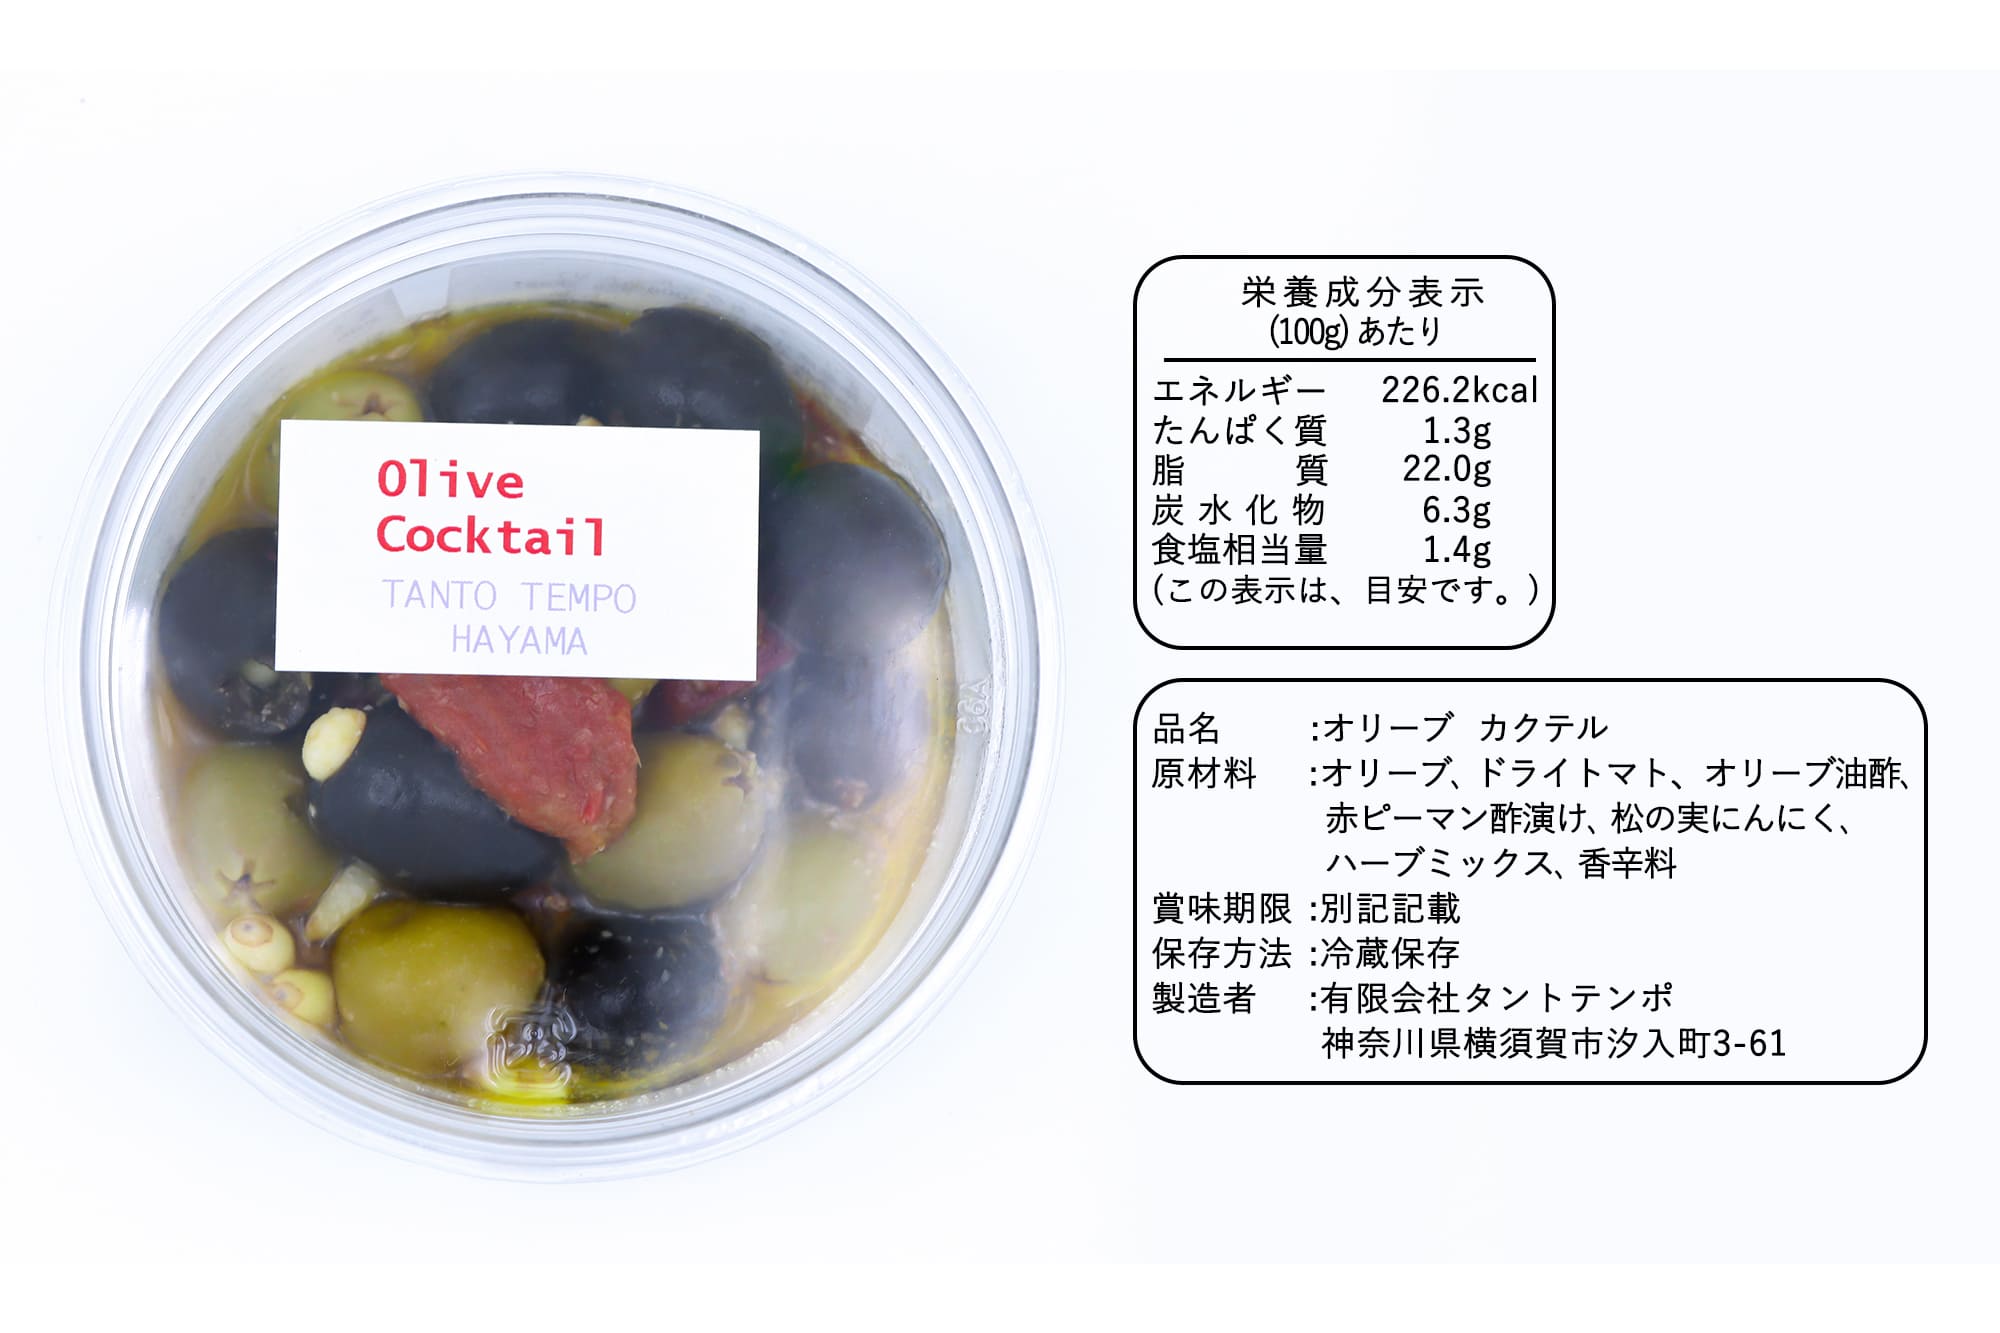 Olive
Cocktail
TANTO TEMPO
HAYAMA
栄養成分表示
(100g) あたり
エネルギー 226.2kcal
たんぱく質 1.3g
脂 質 22.0g
炭水化物 6.3g
食塩相当量 1.4g
(この表示は、目安です。)
品名 :オリーブ カクテル
原材料 :オリーブ、ドライトマト、オリーブ油酢、
赤ピーマン酢演け、松の実にんにく、
ハーブミックス、香辛料
賞味期限 :別記記載
保存方法 :冷蔵保存
製造者 :有限会社タントテンポ
神奈川県横須賀市汐入町3-61